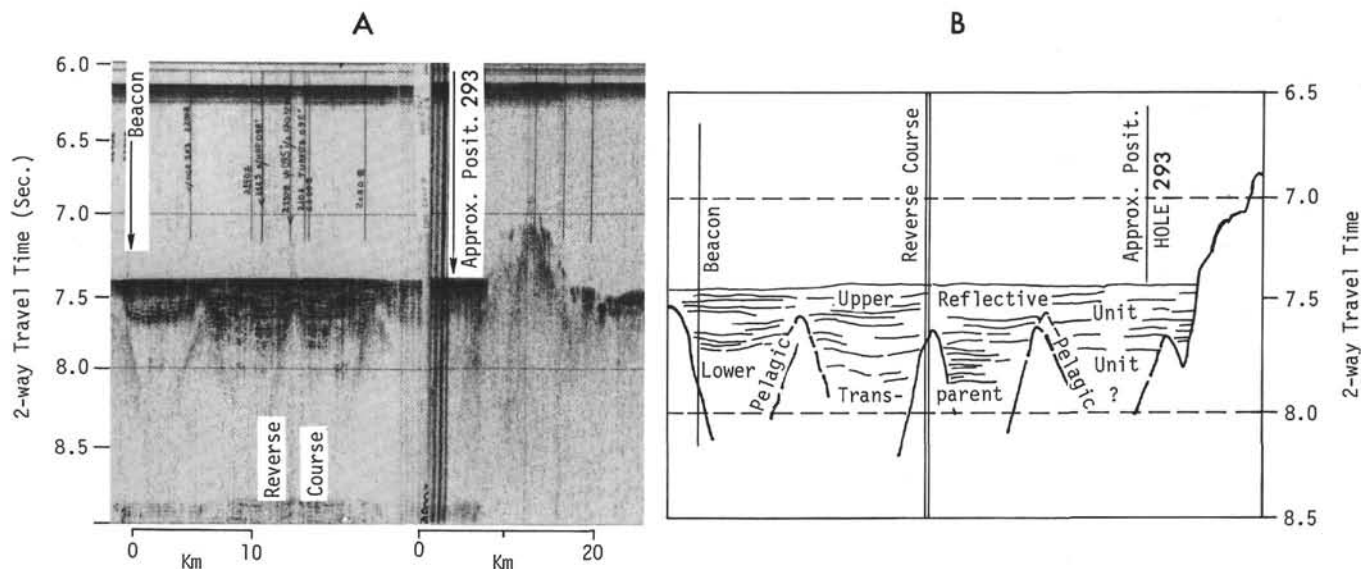 A
B
2-way Travel Time (Sec.)
6.0
6.5
7.0
7.5
8.0
8.5
Beacon
Approx. Posit. 293
Reverse
Course
0
10
Km
0
20
Km
Beacon
Reverse Course
Approx. Posit.
HOLE 293
Upper
Reflective
Unit
Lower
Pelagic
Trans-
parent
Pelagic
Unit
?
6.5
7.0
7.5
8.0
8.5
2-way Travel Time